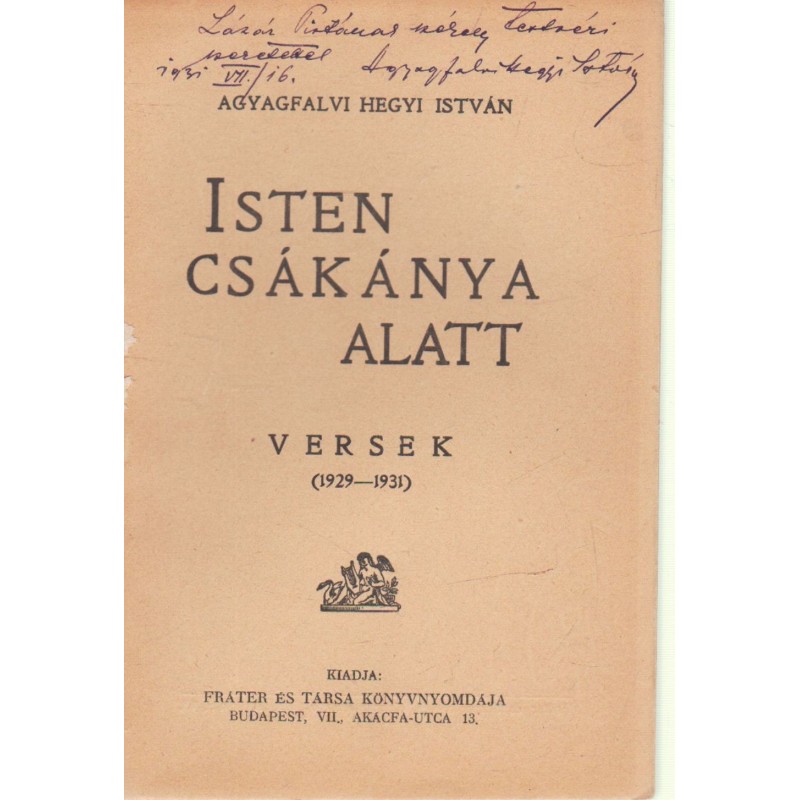 Lázár
testvéri
szeretettel
1931 VII./16. Agyagfalvi Hegyi István
AGYAGFALVI HEGYI ISTVÁN
ISTEN
CSÁKÁNYA
ALATT
VERSEK
(1929—1931)
KIADJA:
FRÁTER ÉS TÁRSA KÖNYVNYOMDÁJA
BUDAPEST, VII., AKÁCFA-UTCA 13.